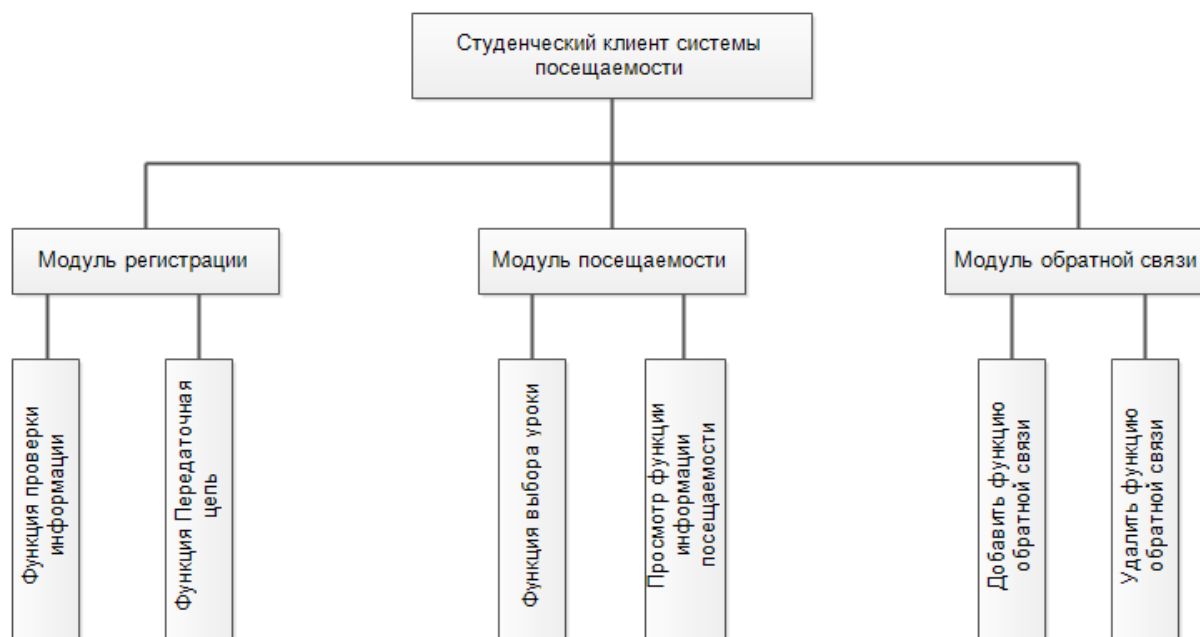 Студенческий клиент системы
посещаемости
Модуль регистрации
Модуль посещаемости
Модуль обратной связи
Функция проверки
информации
Функция Передаточная
цепь
Функция выбора уроки
Просмотр функции
информации
посещаемости
Добавить функцию
обратной связи
Удалить функцию
обратной связи